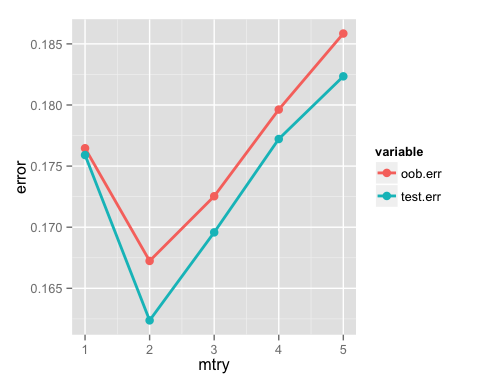 error
0.185
0.180
0.175
0.170
0.165
1 2 3 4 5
mtry
variable
oob.err
test.err